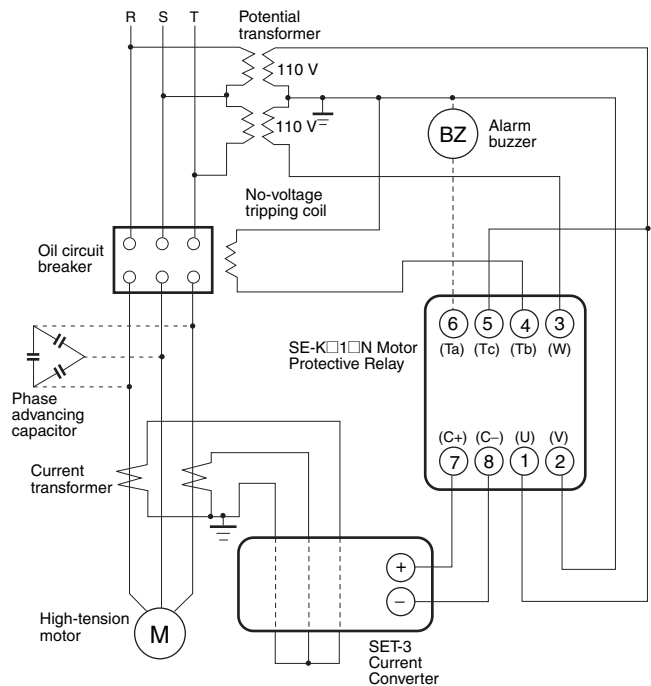 R S T
Potential
transformer
110 V
110 V
BZ
Alarm
buzzer
No-voltage
tripping coil
Oil circuit
breaker
6 5 4 3
(Ta) (Tc) (Tb) (W)
SE-K□1□N Motor
Protective Relay
Phase
advancing
capacitor
(C+) (C−) (U) (V)
7 8 1 2
Current
transformer
+
−
High-tension
motor
M
SET-3
Current
Converter